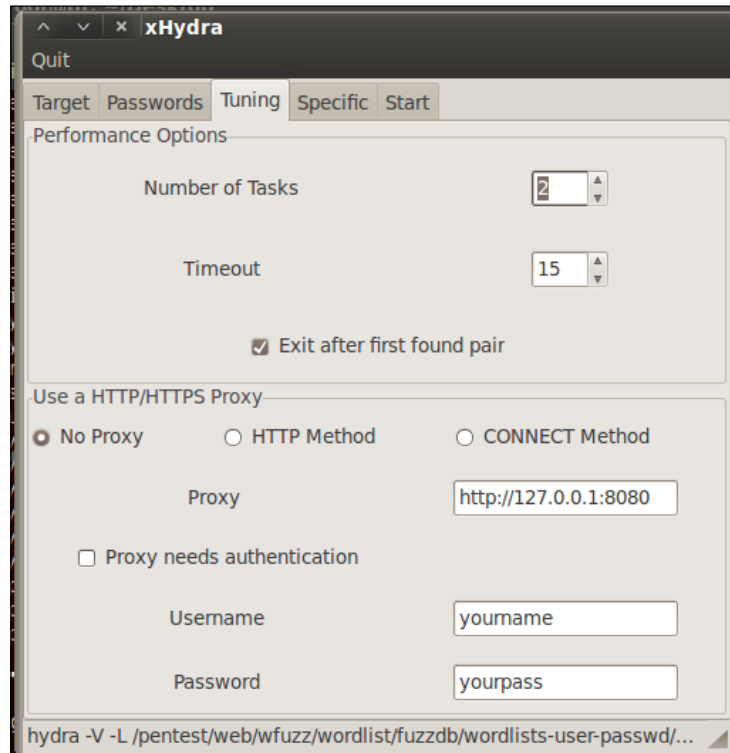 xHydra
Quit
Target Passwords Tuning Specific Start
Performance Options
Number of Tasks 2
Timeout 15
Exit after first found pair
Use a HTTP/HTTPS Proxy
No Proxy HTTP Method CONNECT Method
Proxy http://127.0.0.1:8080
Proxy needs authentication
Username yourname
Password yourpass
hydra -V -L /pentest/web/wfuzz/wordlist/fuzzdb/wordlists-user-passwd/...